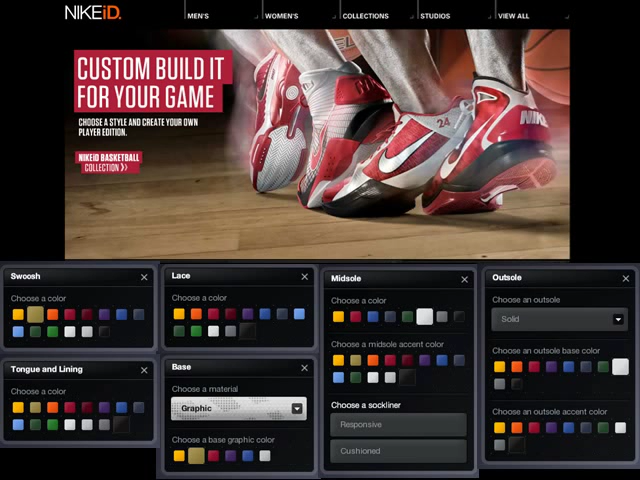 NIKEiD.
MEN'S
WOMEN'S
COLLECTIONS
STUDIOS
VIEW ALL
CUSTOM BUILD IT
FOR YOUR GAME
CHOOSE A STYLE AND CREATE YOUR OWN
PLAYER EDITION.
NIKEiD BASKETBALL
COLLECTION
24
NIKE
Swoosh
Choose a color
Tongue and Lining
Choose a color
Lace
Choose a color
Base
Choose a material
Graphic
Choose a base graphic color
Midsole
Choose a color
Choose a midsole accent color
Choose a sockliner
Responsive
Cushioned
Outsole
Choose an outsole
Solid
Choose an outsole base color
Choose an outsole accent color